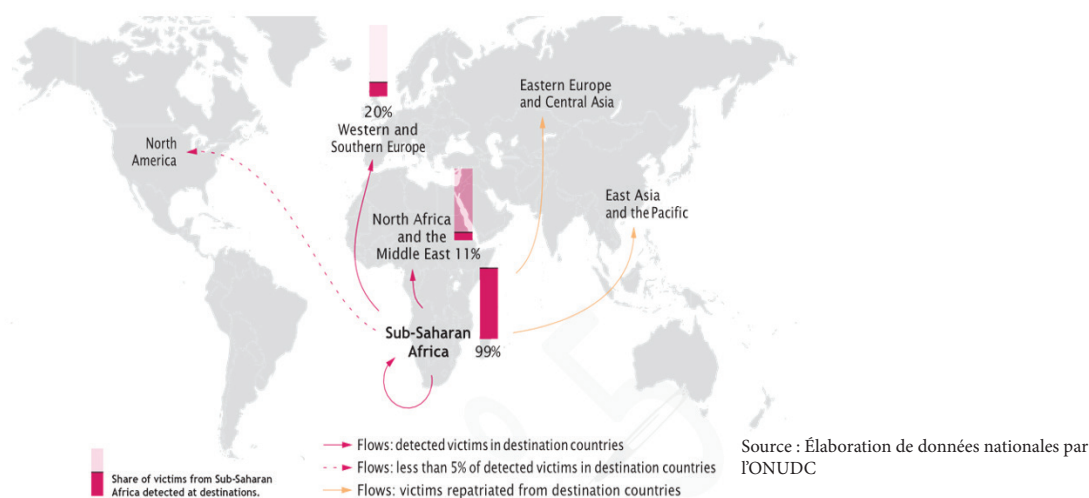 Eastern Europe
and Central Asia
20%
Western and
Southern Europe
North
America
East Asia
and the Pacific
North Africa
and the
Middle East 11%
Sub-Saharan
Africa
99%
Flows: detected victims in destination countries
Flows: less than 5% of detected victims in destination countries
Flows: victims repatriated from destination countries
Share of victims from Sub-Saharan
Africa detected at destinations.
Source : Élaboration de données nationales par
l'ONUDC